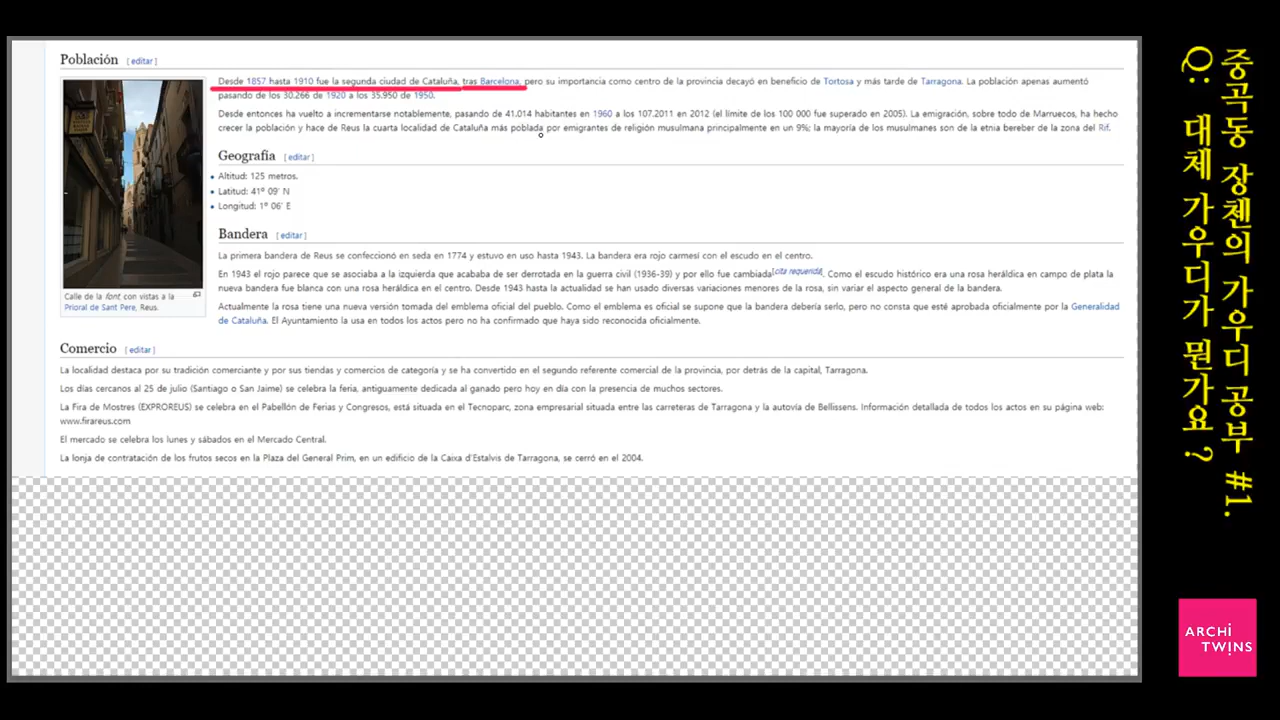 Población [ editar ]
Desde 1857 hasta 1910 fue la segunda ciudad de Cataluña, tras Barcelona, pero su importancia como centro de la provincia decayó en beneficio de Tortosa y más tarde de Tarragona. La población apenas aumentó
pasando de los 30.266 de 1920 a los 35.950 de 1950.
Desde entonces ha vuelto a incrementarse notablemente, pasando de 41.014 habitantes en 1960 a los 107.2011 en 2012 (el límite de los 100 000 fue superado en 2005). La emigración, sobre todo de Marruecos, ha hecho
crecer la población y hace de Reus la cuarta localidad de Cataluña más poblada por emigrantes de religión musulmana principalmente en un 9%; la mayoría de los musulmanes son de la etnia bereber de la zona del Rif.
Calle de la font con vistas a la
Prioral de Sant Pere, Reus.
Geografía [ editar ]
Altitud: 125 metros.
Latitud: 41º 09' N
Longitud: 1º 06' E
Bandera [ editar ]
La primera bandera de Reus se confeccionó en seda en 1774 y estuvo en uso hasta 1943. La bandera era rojo carmesí con el escudo en el centro.
En 1943 el rojo parece que se asociaba a la izquierda que acababa de ser derrotada en la guerra civil (1936-39) y por ello fue cambiada[cita requerida]. Como el escudo histórico era una rosa heráldica en campo de plata la
nueva bandera fue blanca con una rosa heráldica en el centro. Desde 1943 hasta la actualidad se han usado diversas variaciones menores de la rosa, sin variar el aspecto general de la bandera.
Actualmente la rosa tiene una nueva versión tomada del emblema oficial del pueblo. Como el emblema es oficial se supone que la bandera debería serlo, pero no consta que esté aprobada oficialmente por la Generalidad
de Cataluña. El Ayuntamiento la usa en todos los actos pero no ha confirmado que haya sido reconocida oficialmente.
Comercio [ editar ]
La localidad destaca por su tradición comerciante y por sus tiendas y comercios de categoría y se ha convertido en el segundo referente comercial de la provincia, por detrás de la capital, Tarragona.
Los días cercanos al 25 de julio (Santiago o San Jaime) se celebra la feria, antiguamente dedicada al ganado pero hoy en día con la presencia de muchos sectores.
La Fira de Mostres (EXPROREUS) se celebra en el Pabellón de Ferias y Congresos, está situada en el Tecnoparc, zona empresarial situada entre las carreteras de Tarragona y la autovía de Bellissens. Información detallada de todos los actos en su página web:
www.firareus.com
El mercado se celebra los lunes y sábados en el Mercado Central.
La lonja de contratación de los frutos secos en la Plaza del General Prim, en un edificio de la Caixa d'Estalvis de Tarragona, se cerró en el 2004.
중곡동 장첸의 가우디 공부 #1.
Q: 대체 가우디가 뭔가요?
ARCHi
TWiNS